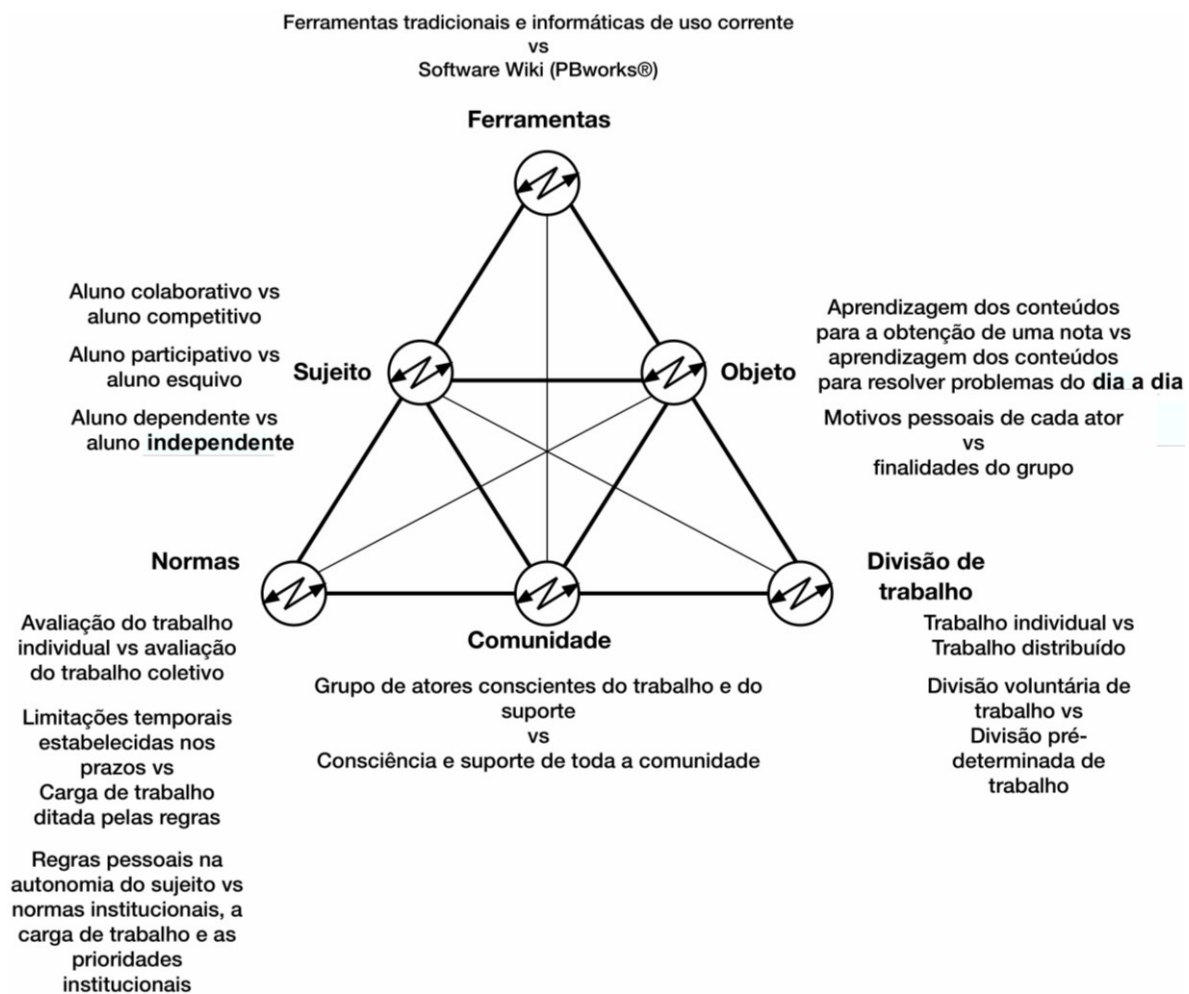 Ferramentas tradicionais e informáticas de uso corrente
vs
Software Wiki (PBworks®)
Ferramentas
Aluno colaborativo vs
aluno competitivo
Aluno participativo vs
aluno esquivo
Aluno dependente vs
aluno independente
Sujeito
Objeto
Aprendizagem dos conteúdos
para a obtenção de uma nota vs
aprendizagem dos conteúdos
para resolver problemas do dia a dia
Motivos pessoais de cada ator
vs
finalidades do grupo
Normas
Avaliação do trabalho
individual vs avaliação
do trabalho coletivo
Limitações temporais
estabelecidas nos
prazos vs
Carga de trabalho
ditada pelas regras
Regras pessoais na
autonomia do sujeito vs
normas institucionais, a
carga de trabalho e as
prioridades
institucionais
Comunidade
Grupo de atores conscientes do trabalho e do
suporte
vs
Consciência e suporte de toda a comunidade
Divisão de
trabalho
Trabalho individual vs
Trabalho distribuído
Divisão voluntária de
trabalho vs
Divisão pré-
determinada de
trabalho